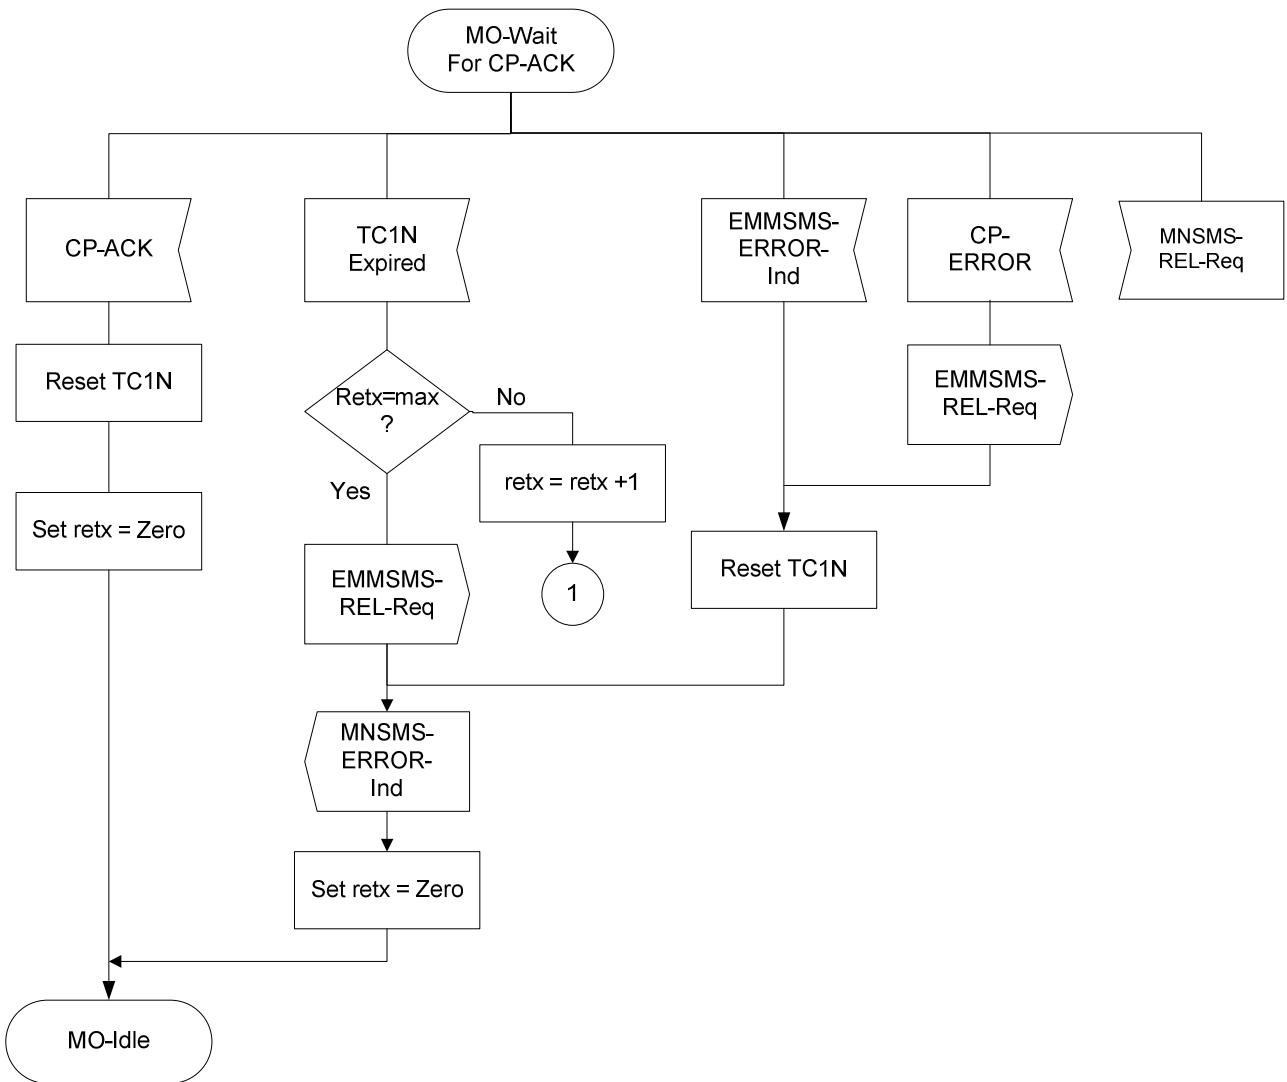 MO-Wait
For CP-ACK
CP-ACK
TC1N
Expired
EMMSMS-
ERROR-
Ind
CP-
ERROR
MNSMS-
REL-Req
Reset TC1N
Retx=max
?
No
EMMSMS-
REL-Req
Yes
retx = retx +1
Set retx = Zero
Reset TC1N
EMMSMS-
REL-Req
1
MNSMS-
ERROR-
Ind
Set retx = Zero
MO-Idle